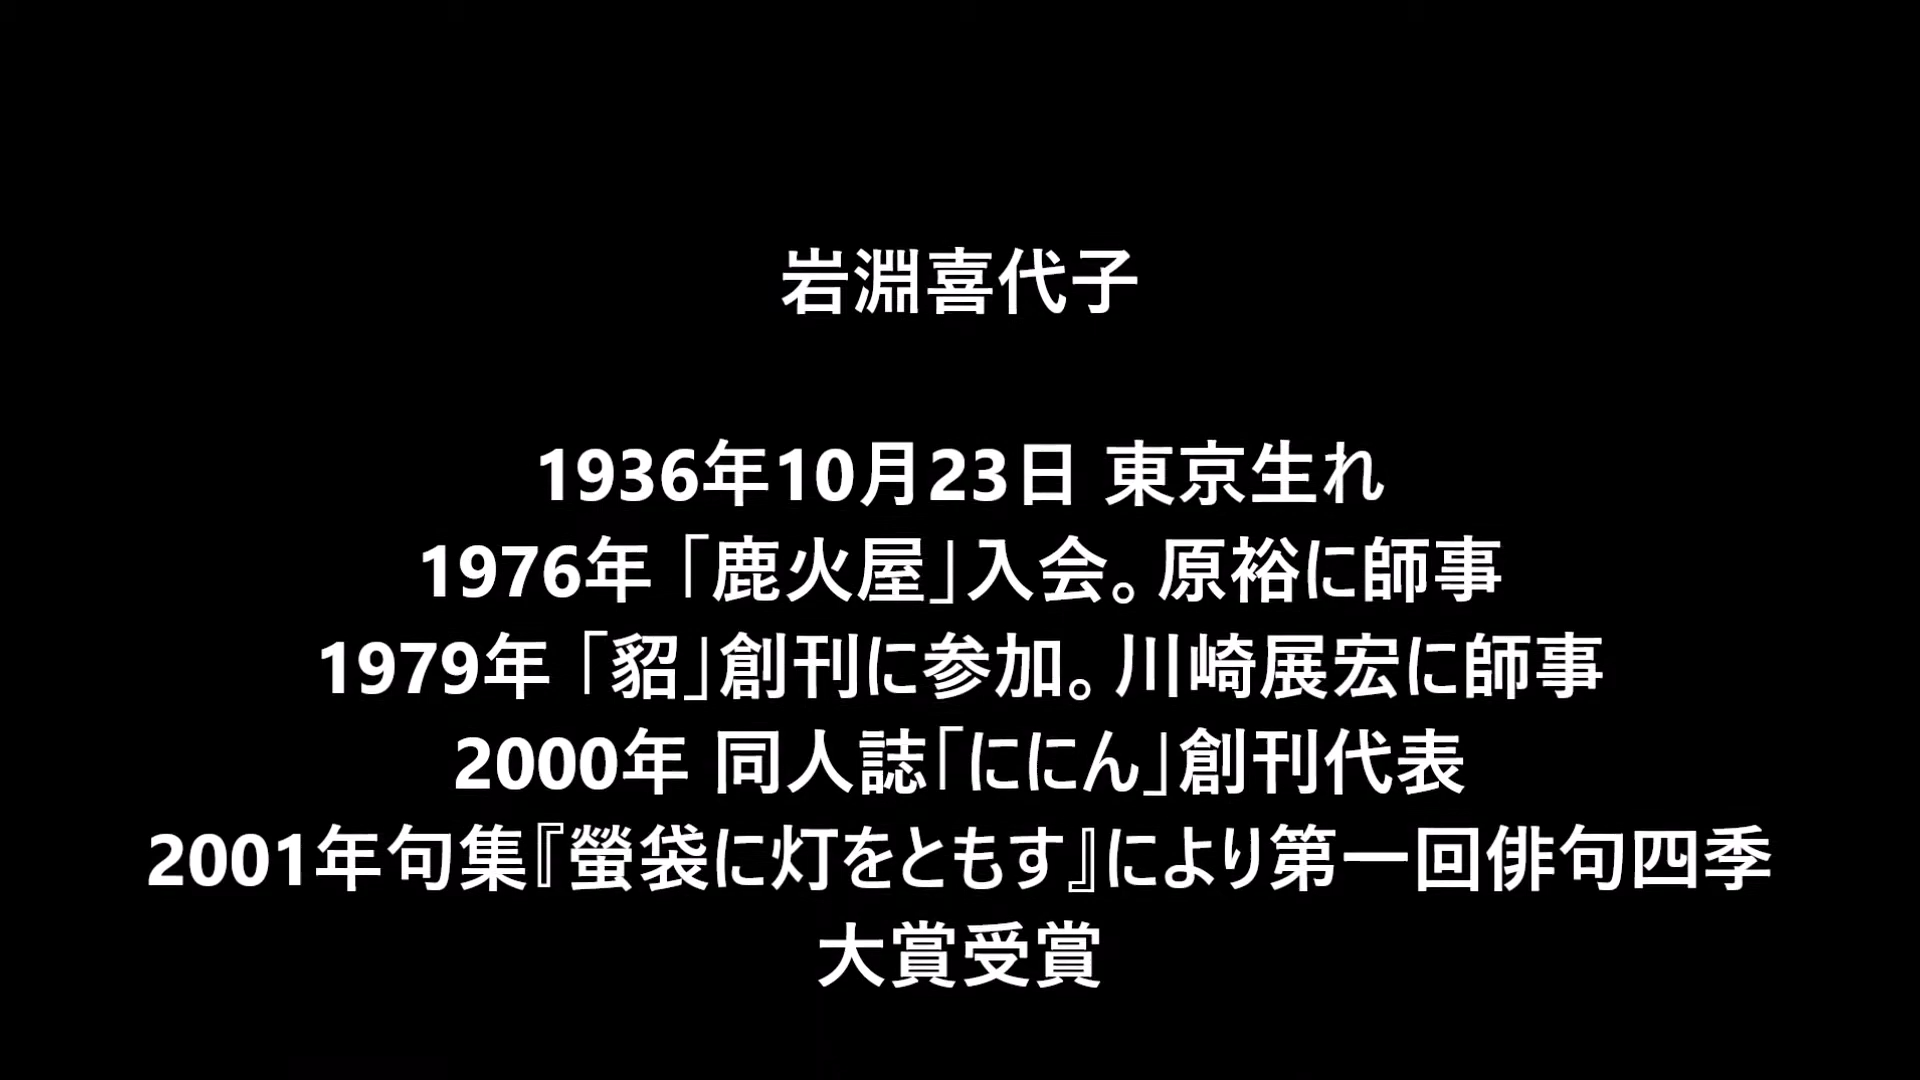 岩淵喜代子
1936年10月23日 東京生れ
1976年 「鹿火屋」入会。原裕に師事
1979年 「貂」創刊に参加。川崎展宏に師事
2000年 同人誌「ににん」創刊代表
2001年句集『螢袋に灯をともす』により第一回俳句四季
大賞受賞